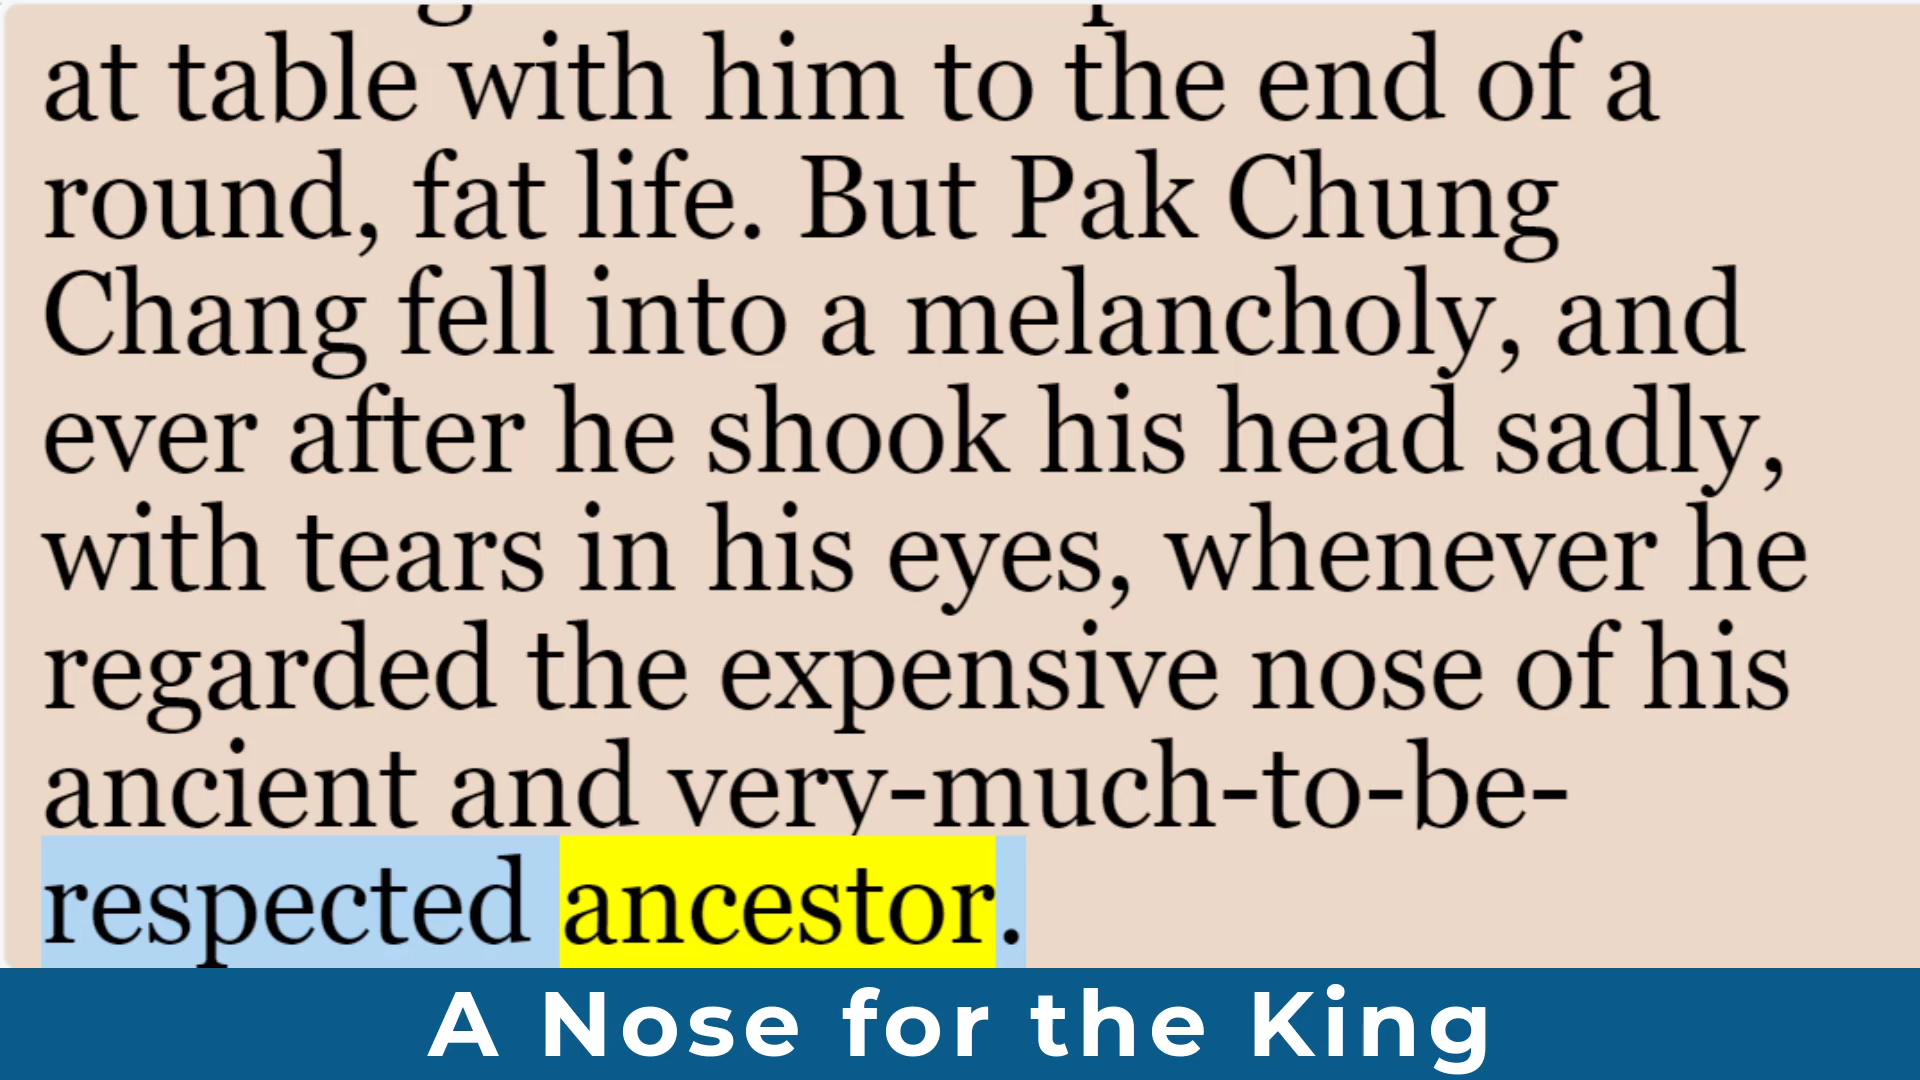 at table with him to the end of a
round, fat life. But Pak Chung
Chang fell into a melancholy, and
ever after he shook his head sadly,
with tears in his eyes, whenever he
regarded the expensive nose of his
ancient and very-much-to-be-
respected ancestor.
A Nose for the King